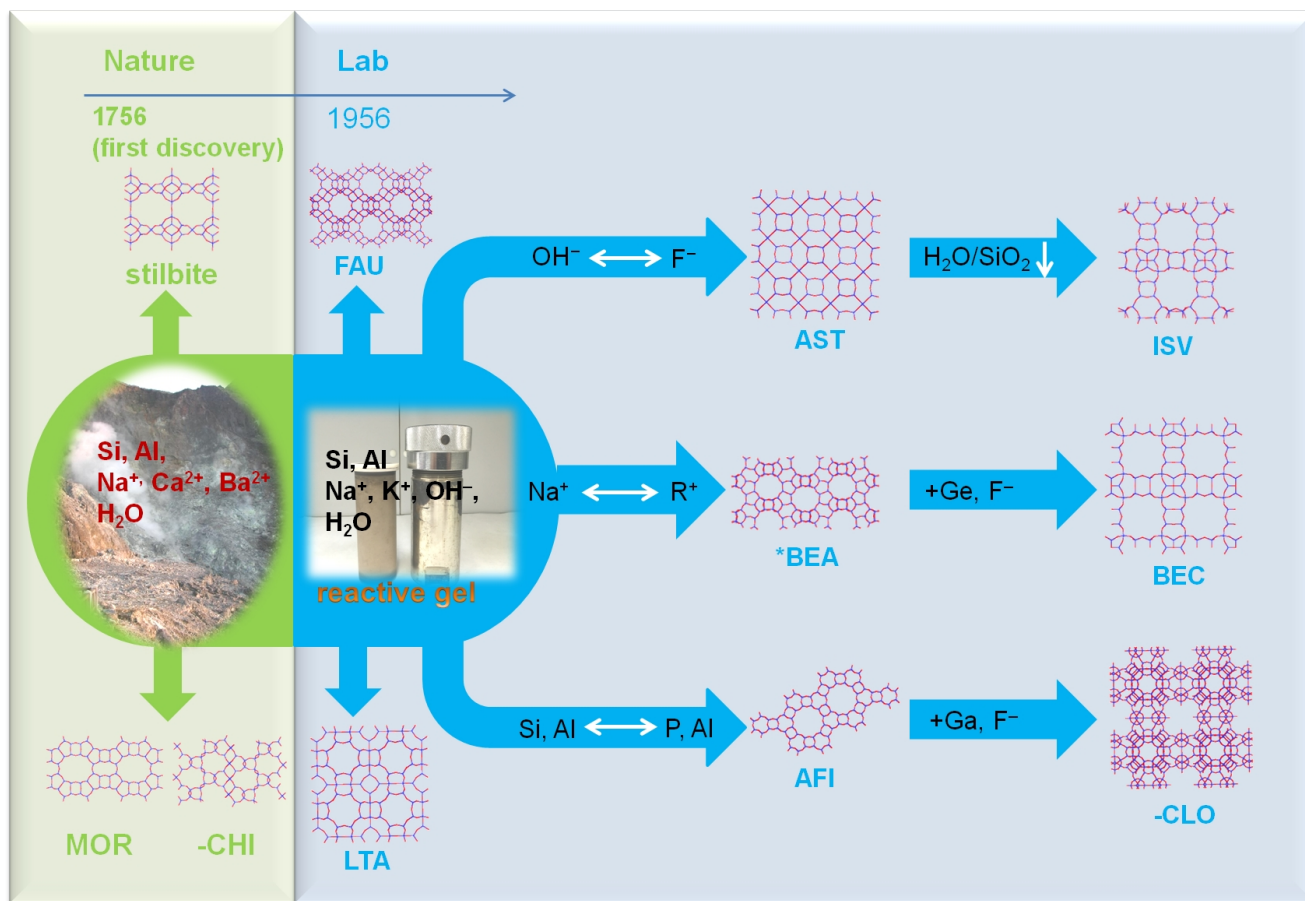 Nature
Lab
1756
(first discovery)
1956
stilbite
FAU
OH⁻ F⁻
AST
H₂O/SiO₂
ISV
Si, Al,
Na⁺, Ca²⁺, Ba²⁺
H₂O
Si, Al
Na⁺, K⁺, OH⁻,
H₂O
reactive gel
Na⁺ R⁺
*BEA
+Ge, F⁻
BEC
Si, Al P, Al
AFI
+Ga, F⁻
-CLO
MOR
-CHI
LTA